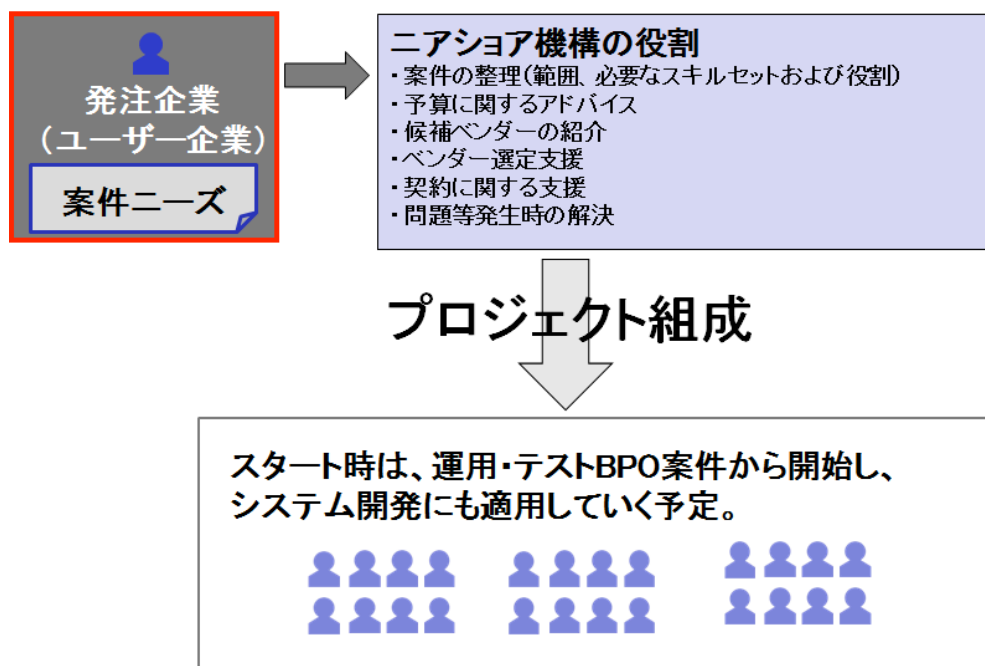 発注企業
(ユーザー企業)
案件ニーズ
ニアショア機構の役割
・案件の整理(範囲、必要なスキルセットおよび役割)
・予算に関するアドバイス
・候補ベンダーの紹介
・ベンダー選定支援
・契約に関する支援
・問題等発生時の解決
プロジェクト組成
スタート時は、運用・テストBPO案件から開始し、
システム開発にも適用していく予定。